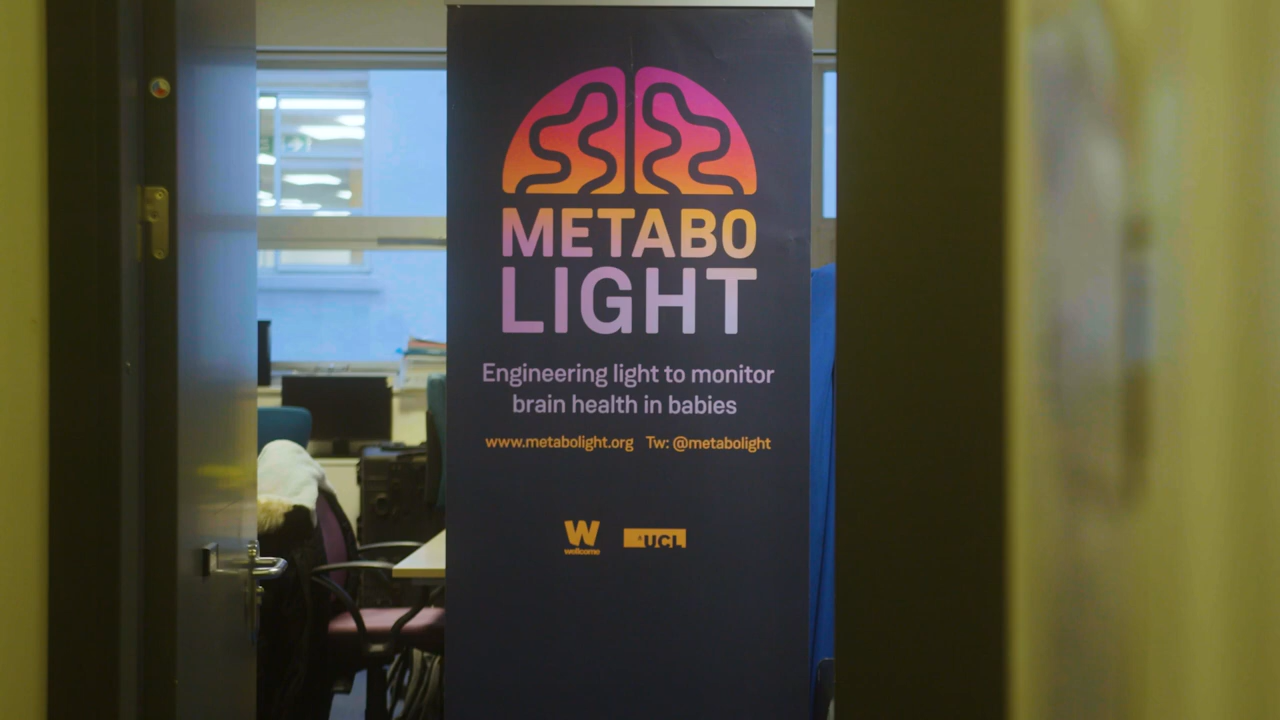 METABO
LIGHT
Engineering light to monitor
brain health in babies
www.metabolight.org Tw: @metabolight
W
wellcome
UCL